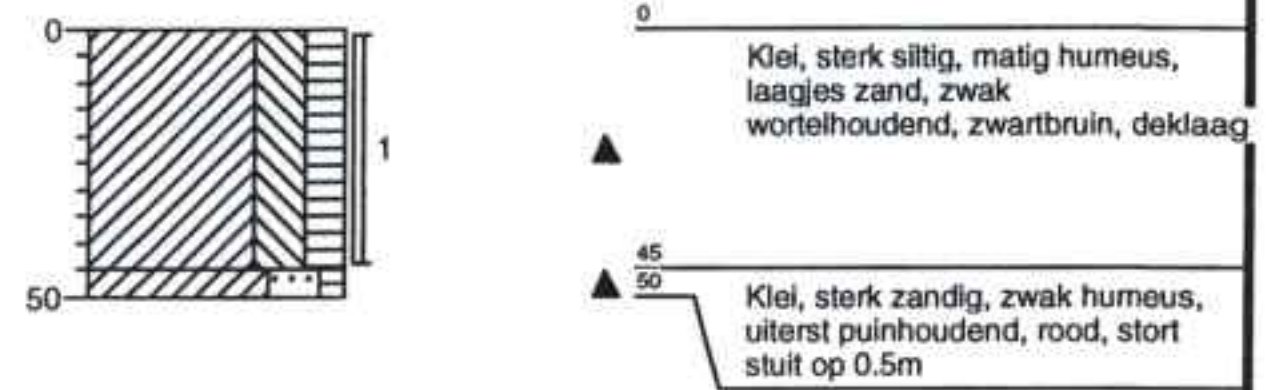 0
50
1
0
Klei, sterk siltig, matig humeus,
laagjes zand, zwak
wortelhoudend, zwartbruin, deklaag
45
50
Klei, sterk zandig, zwak humeus,
uiterst puinhoudend, rood, stort
stuit op 0.5m